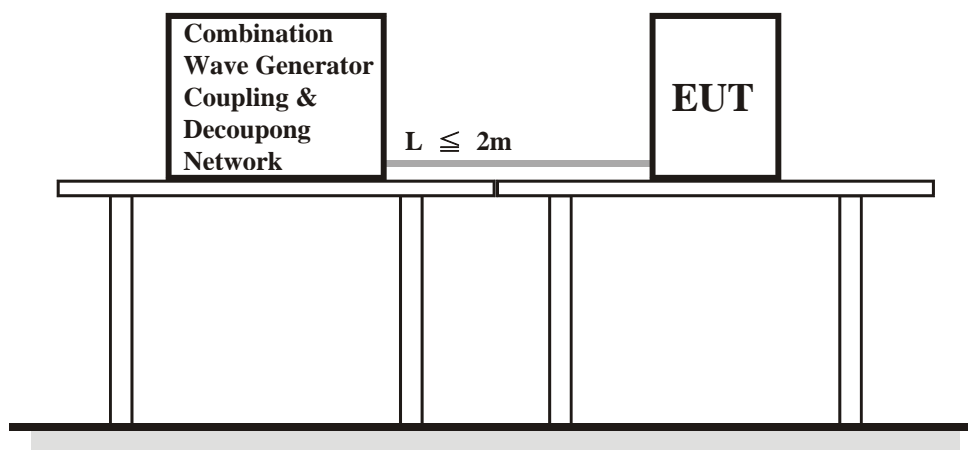 Combination
Wave Generator
Coupling &
Decoupong
Network
L ≦ 2m
EUT